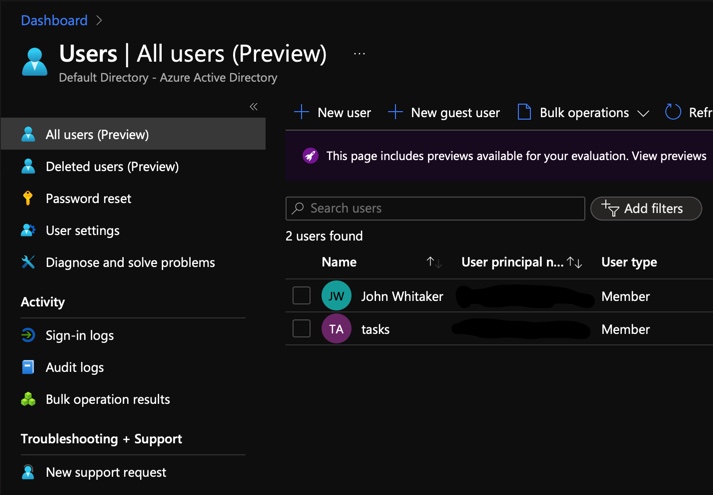 Dashboard >
Users | All users (Preview) ...
Default Directory - Azure Active Directory
«
All users (Preview)
Deleted users (Preview)
Password reset
User settings
Diagnose and solve problems
Activity
Sign-in logs
Audit logs
Bulk operation results
Troubleshooting + Support
New support request
+ New user + New guest user Bulk operations Refr
This page includes previews available for your evaluation. View previews
Search users
Add filters
2 users found
Name ↑↓ User principal n...↑↓ User type
JW John Whitaker Member
TA tasks Member